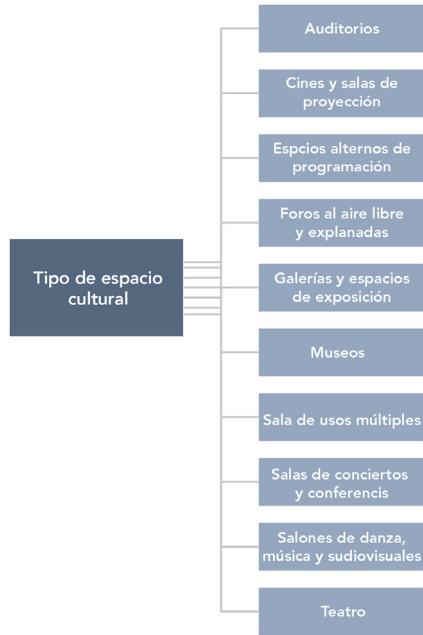 Auditorios
Cines y salas de
proyección
Espcios alternos de
programación
Foros al aire libre
y explanadas
Tipo de espacio
cultural
Galerías y espacios
de exposición
Museos
Sala de usos múltiples
Salas de conciertos
y conferencis
Salones de danza,
música y sudiovisuales
Teatro